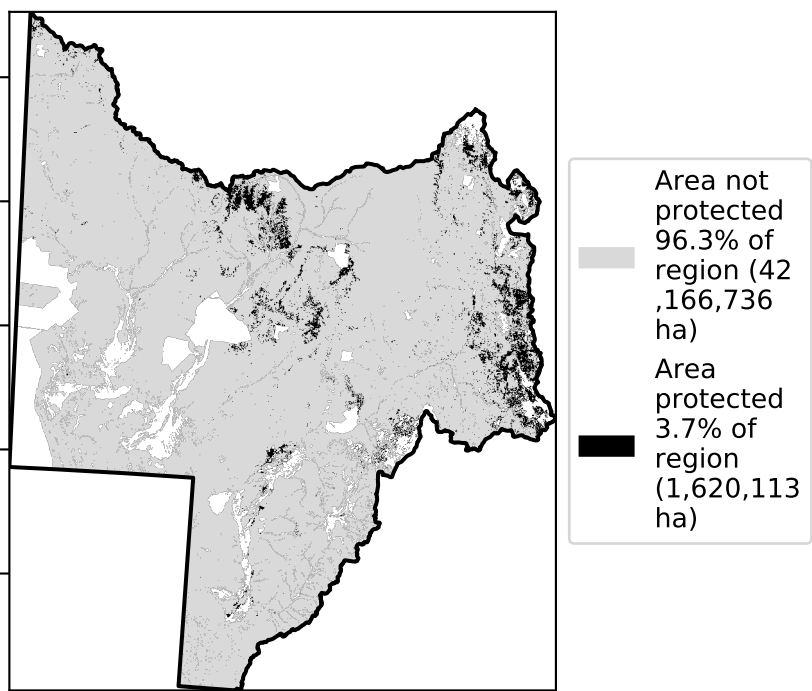 Area not
protected
96.3% of
region (42
,166,736
ha)
Area
protected
3.7% of
region
(1,620,113
ha)